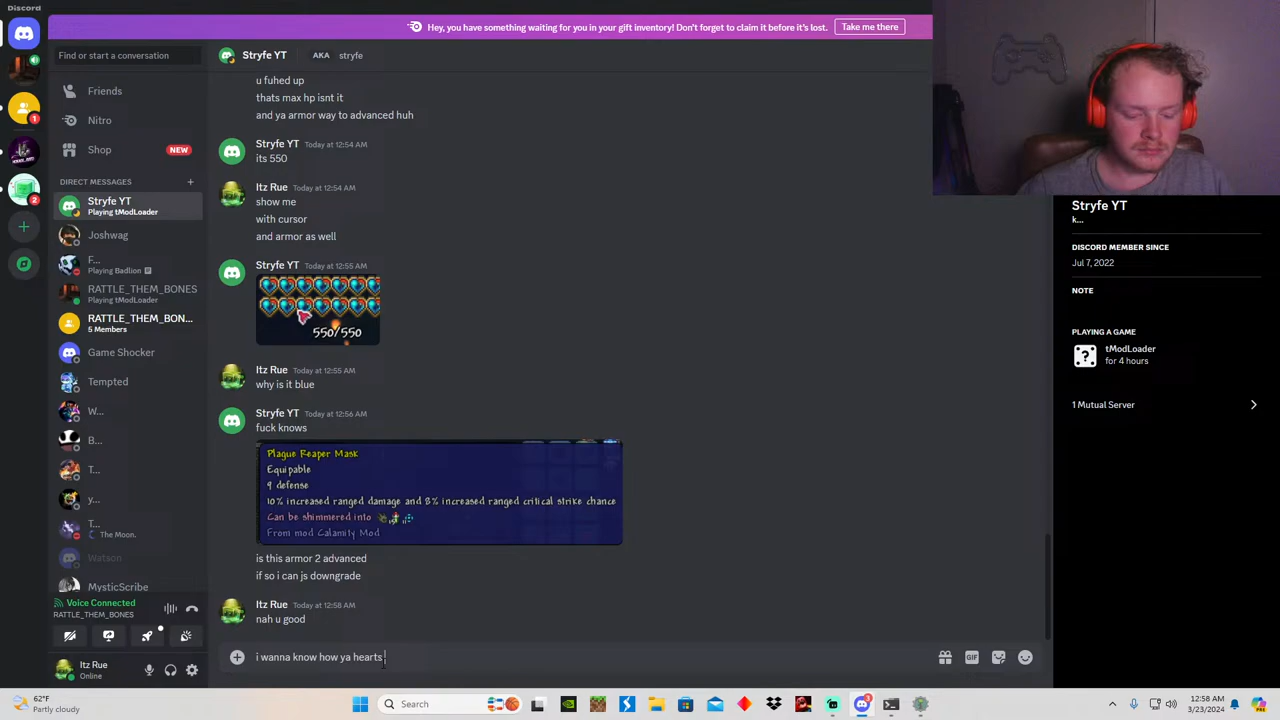 Discord
Hey, you have something waiting for you in your gift inventory! Don't forget to claim it before it's lost.
Take me there
Find or start a conversation
Stryfe YT
AKA
stryfe
Friends
Nitro
Shop
NEW
DIRECT MESSAGES
Stryfe YT
Playing tModLoader
Joshwag
F...
Playing Badlion
RATTLE_THEM_BONES
Playing tModLoader
RATTLE_THEM_BON...
5 Members
Game Shocker
Tempted
W...
B...
T...
y...
T...
The Moon.
Watson
MysticScribe
Voice Connected
RATTLE_THEM_BONES
Itz Rue
Online
u fuhed up
thats max hp isnt it
and ya armor way to advanced huh
Stryfe YT Today at 12:54 AM
its 550
Itz Rue Today at 12:54 AM
show me
with cursor
and armor as well
Stryfe YT Today at 12:55 AM
550/550
Itz Rue Today at 12:55 AM
why is it blue
Stryfe YT Today at 12:56 AM
fuck knows
Plague Reaper Mask
Equipable
9 defense
10% increased ranged damage and 8% increased ranged critical strike chance
Can be shimmered into
From mod Calamity Mod
is this armor 2 advanced
if so i can js downgrade
Itz Rue Today at 12:58 AM
nah u good
i wanna know how ya hearts
GIF
Stryfe YT
k...
DISCORD MEMBER SINCE
Jul 7, 2022
NOTE
PLAYING A GAME
tModLoader
for 4 hours
1 Mutual Server
1
2
62°F
Partly cloudy
Search
12:58 AM
3/23/2024